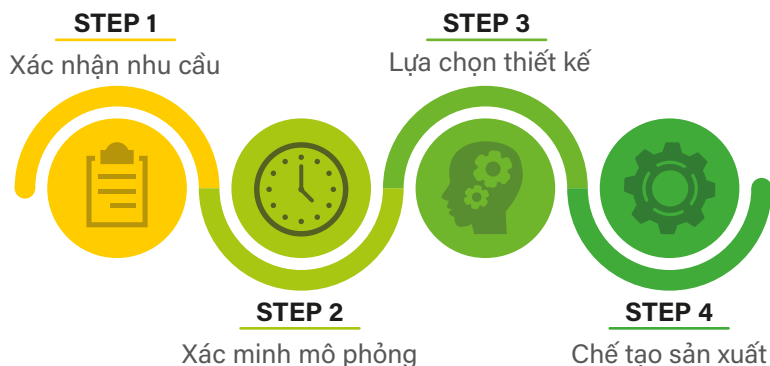 STEP 1
Xác nhận nhu cầu
STEP 2
Xác minh mô phỏng
STEP 3
Lựa chọn thiết kế
STEP 4
Chế tạo sản xuất